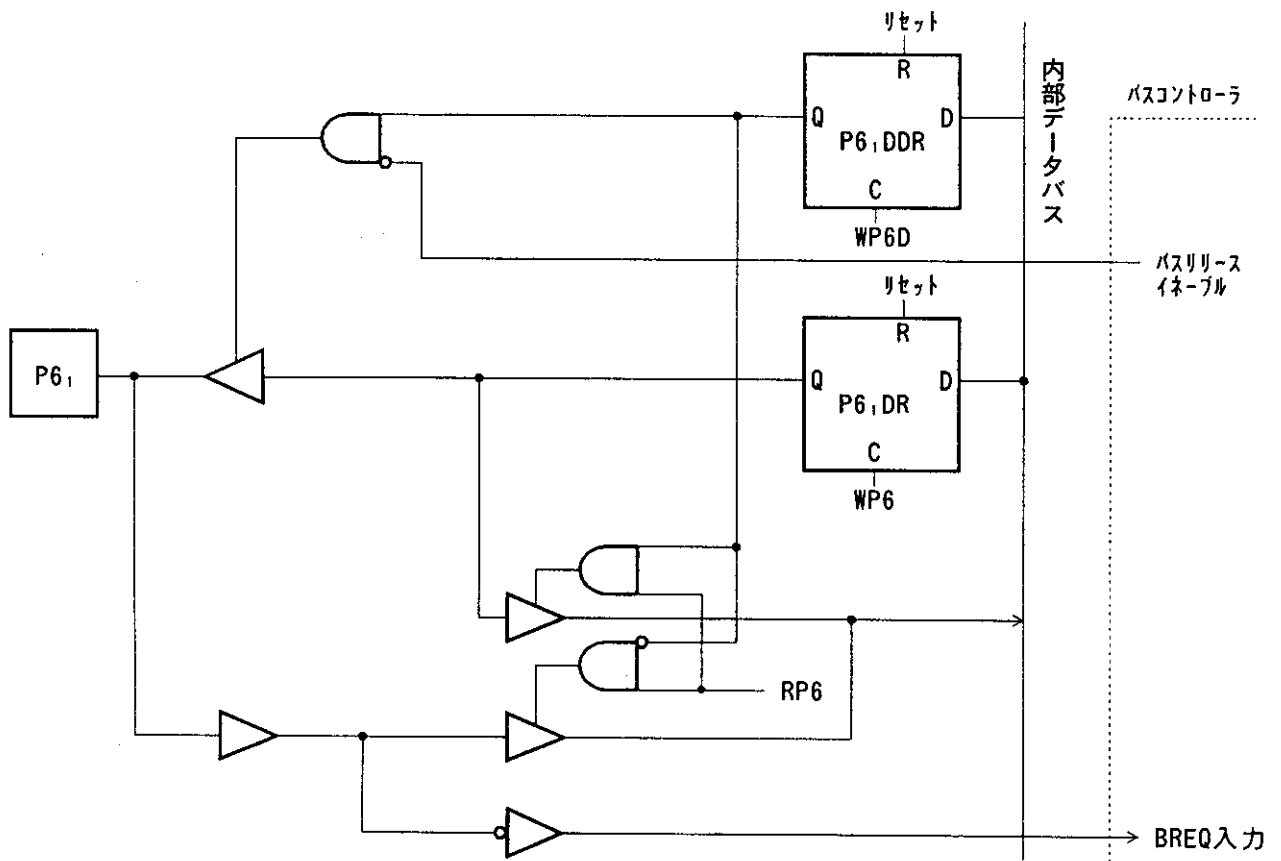 リセット
R
Q
D
P6₁DDR
C
WP6D
内部データバス
バスコントローラ
バスリリース
イネーブル
リセット
R
P6₁
Q
D
P6₁DR
C
WP6
RP6
BREQ入力